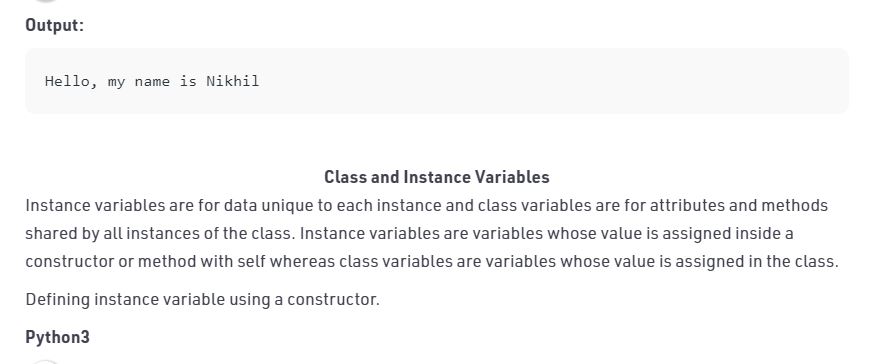 Output:
Hello, my name is Nikhil
Class and Instance Variables
Instance variables are for data unique to each instance and class variables are for attributes and methods
shared by all instances of the class. Instance variables are variables whose value is assigned inside a
constructor or method with self whereas class variables are variables whose value is assigned in the class.
Defining instance variable using a constructor.
Python3